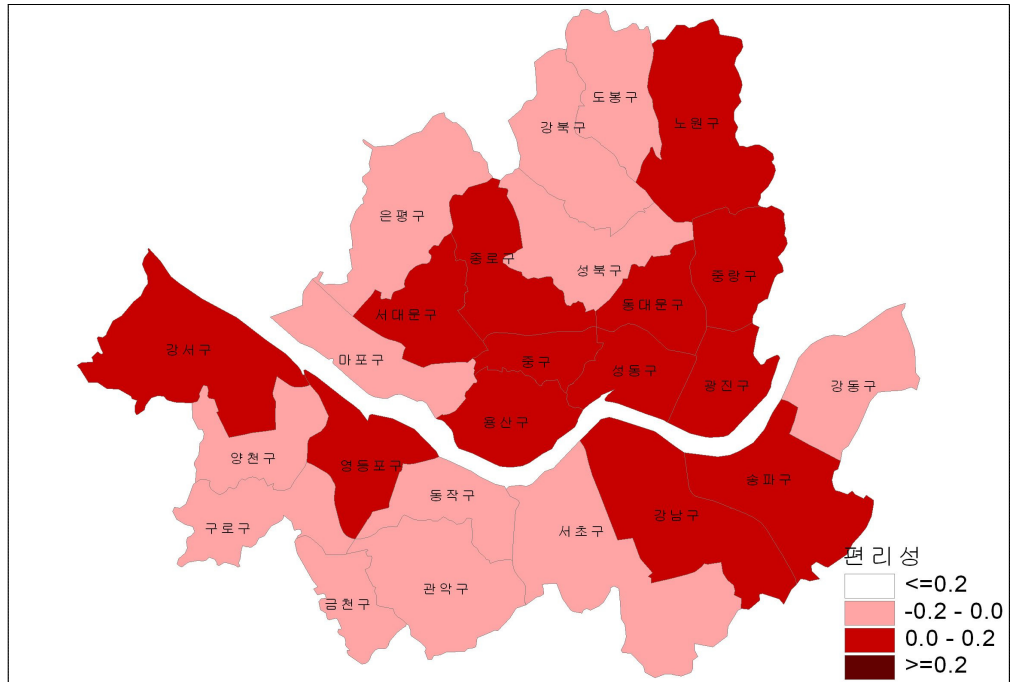 도봉구
강북구
노원구
은평구
종로구
성북구
중랑구
동대문구
서대문구
강서구
마포구
중구
성동구
광진구
강동구
용산구
양천구
영등포구
송파구
동작구
강남구
구로구
서초구
관악구
금천구
편리성
<=0.2
-0.2 - 0.0
0.0 - 0.2
>=0.2